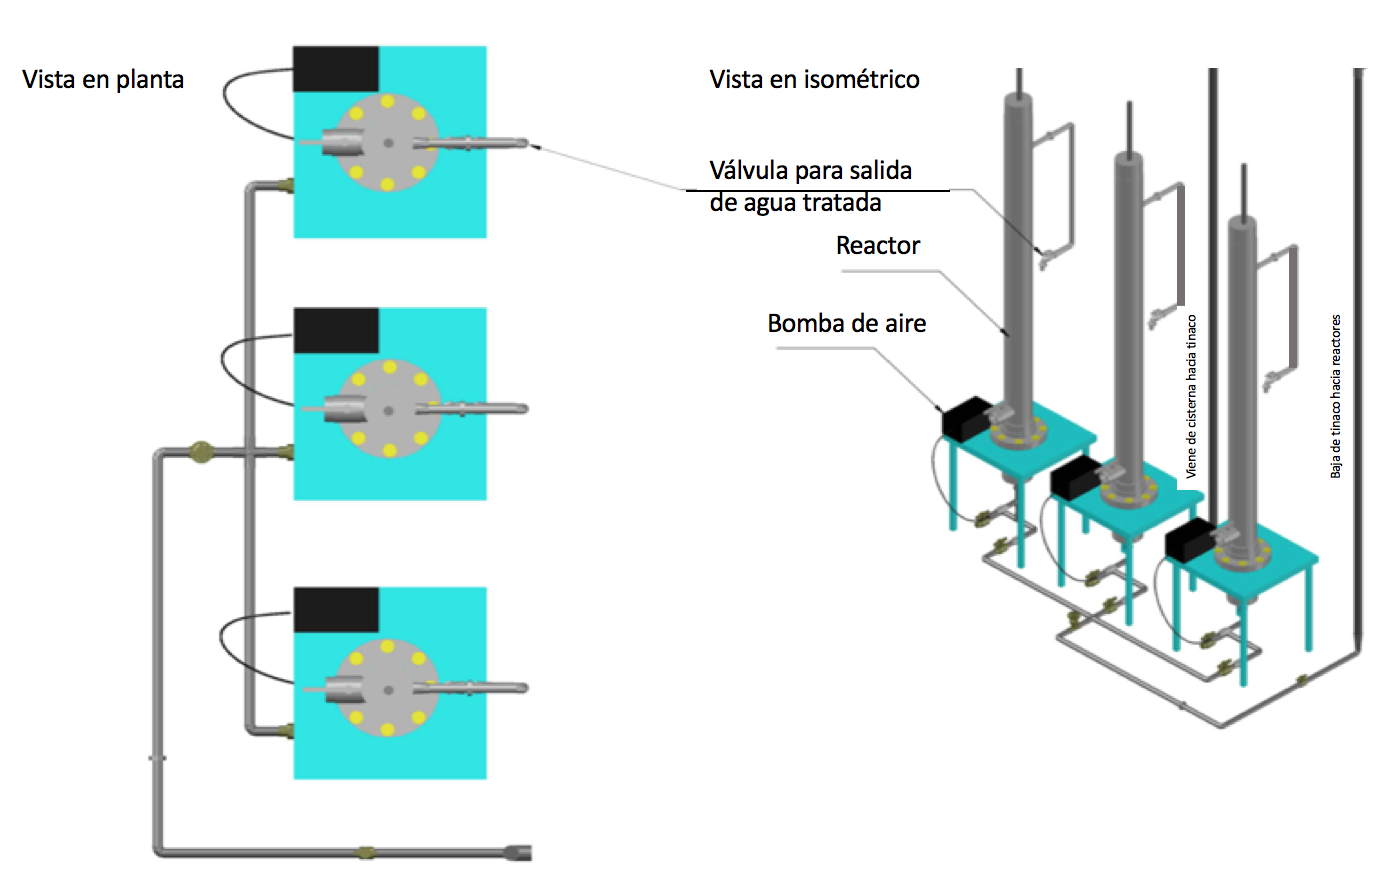 Vista en planta
Vista en isométrico
Válvula para salida
de agua tratada
Reactor
Bomba de aire
Viene de cisterna hacia tinaco
Baja de tinaco hacia reactores